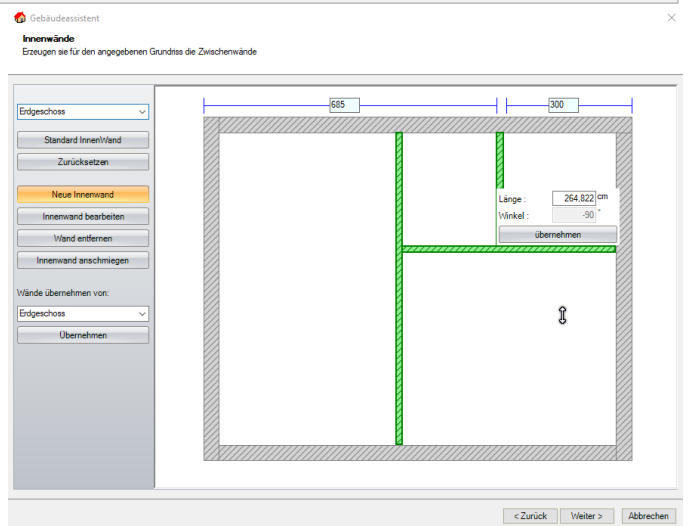 Gebäudeassistent
Innenwände
Erzeugen sie für den angegebenen Grundriss die Zwischenwände
Erdgeschoss
Standard InnenWand
Zurücksetzen
Neue Innenwand
Innenwand bearbeiten
Wand entfernen
Innenwand anschmiegen
Wände übernehmen von:
Erdgeschoss
Übernehmen
685
300
Länge : 264,822 cm
Winkel : -90 °
übernehmen
< Zurück Weiter > Abbrechen